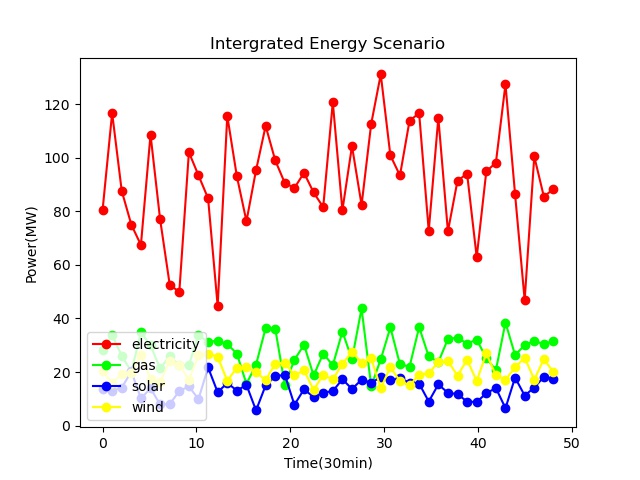 Intergrated Energy Scenario
Power(MW)
120
100
80
60
40
20
0
electricity
gas
solar
wind
0 10 20 30 40 50
Time(30min)